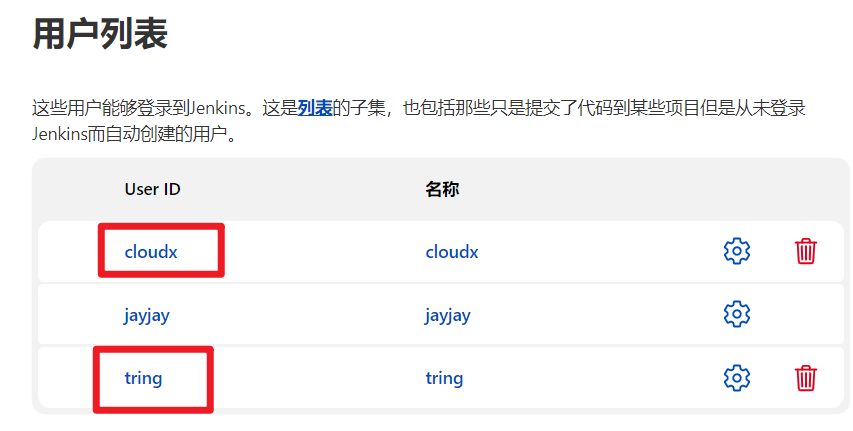 用户列表
这些用户能够登录到Jenkins。这是列表的子集，也包括那些只是提交了代码到某些项目但是从未登录
Jenkins而自动创建的用户。
User ID 名称
cloudx cloudx
jayjay jayjay
tring tring